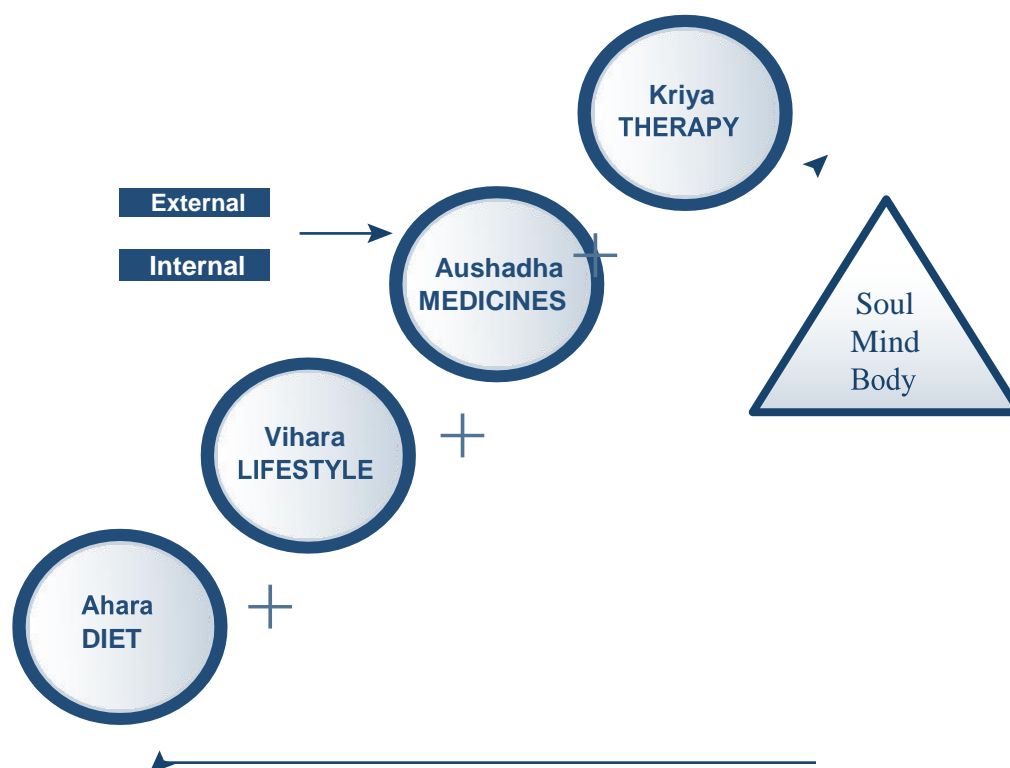 Kriya
THERAPY
External
Internal
Aushadha
MEDICINES
Soul
Mind
Body
Vihara
LIFESTYLE
Ahara
DIET